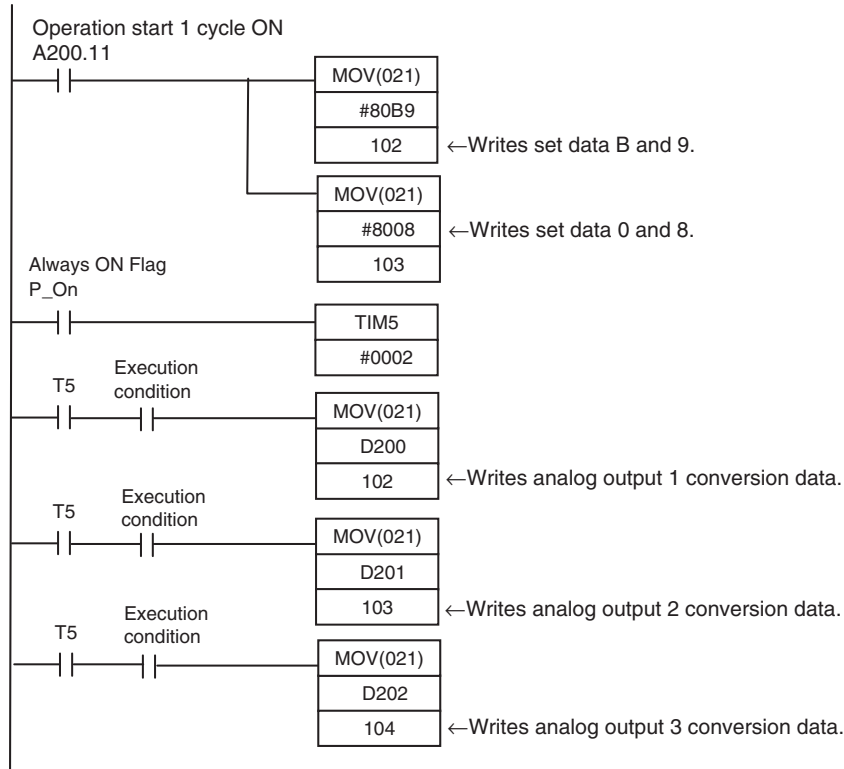 Operation start 1 cycle ON
A200.11
MOV(021)
#80B9
102 ←Writes set data B and 9.
MOV(021)
#8008 ←Writes set data 0 and 8.
103
Always ON Flag
P_On
TIM5
#0002
Execution
condition
T5
MOV(021)
D200
102 ←Writes analog output 1 conversion data.
Execution
condition
T5
MOV(021)
D201
103 ←Writes analog output 2 conversion data.
Execution
condition
T5
MOV(021)
D202
104 ←Writes analog output 3 conversion data.